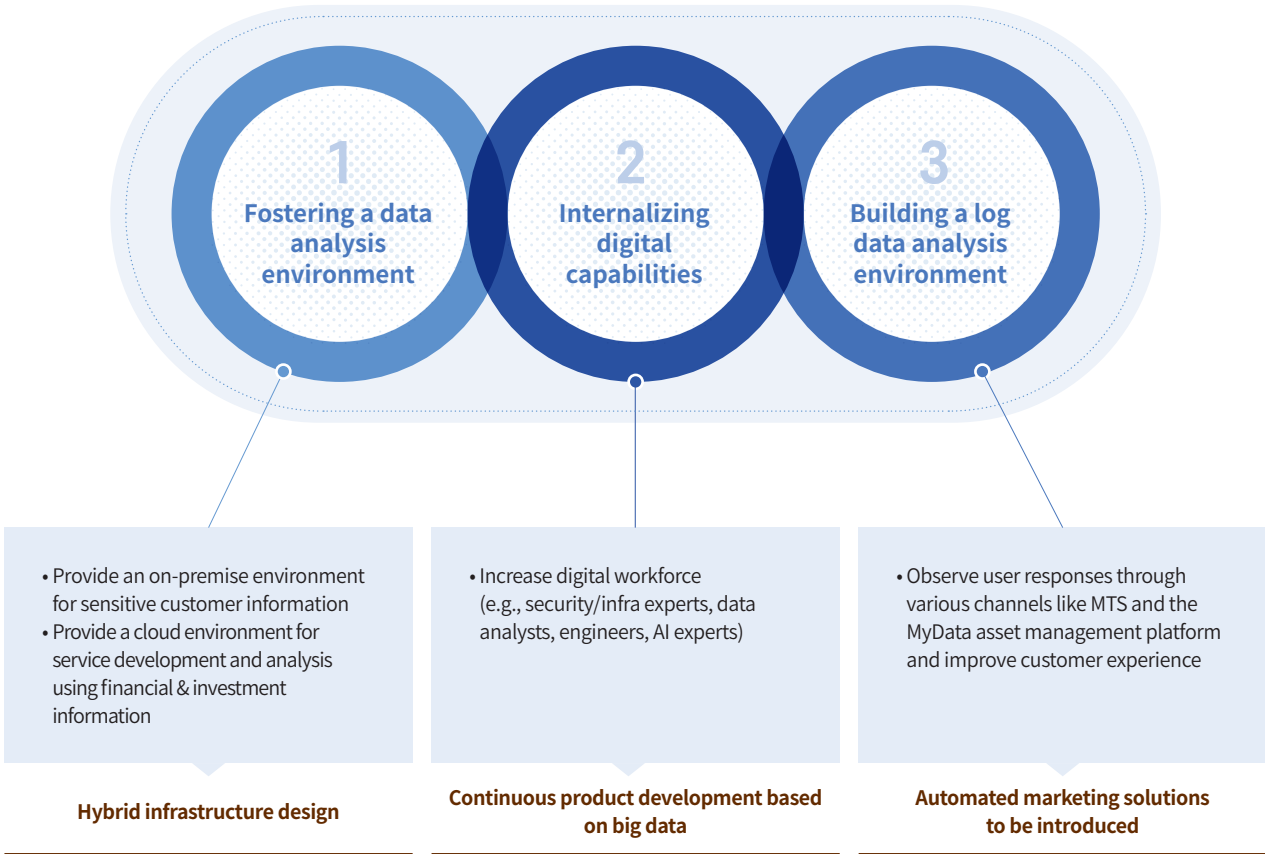 1
Fostering a data
analysis
environment
2
Internalizing
digital
capabilities
3
Building a log
data analysis
environment
• Provide an on-premise environment
for sensitive customer information
• Provide a cloud environment for
service development and analysis
using financial & investment
information
Hybrid infrastructure design
• Increase digital workforce
(e.g., security/infra experts, data
analysts, engineers, AI experts)
Continuous product development based
on big data
• Observe user responses through
various channels like MTS and the
MyData asset management platform
and improve customer experience
Automated marketing solutions
to be introduced